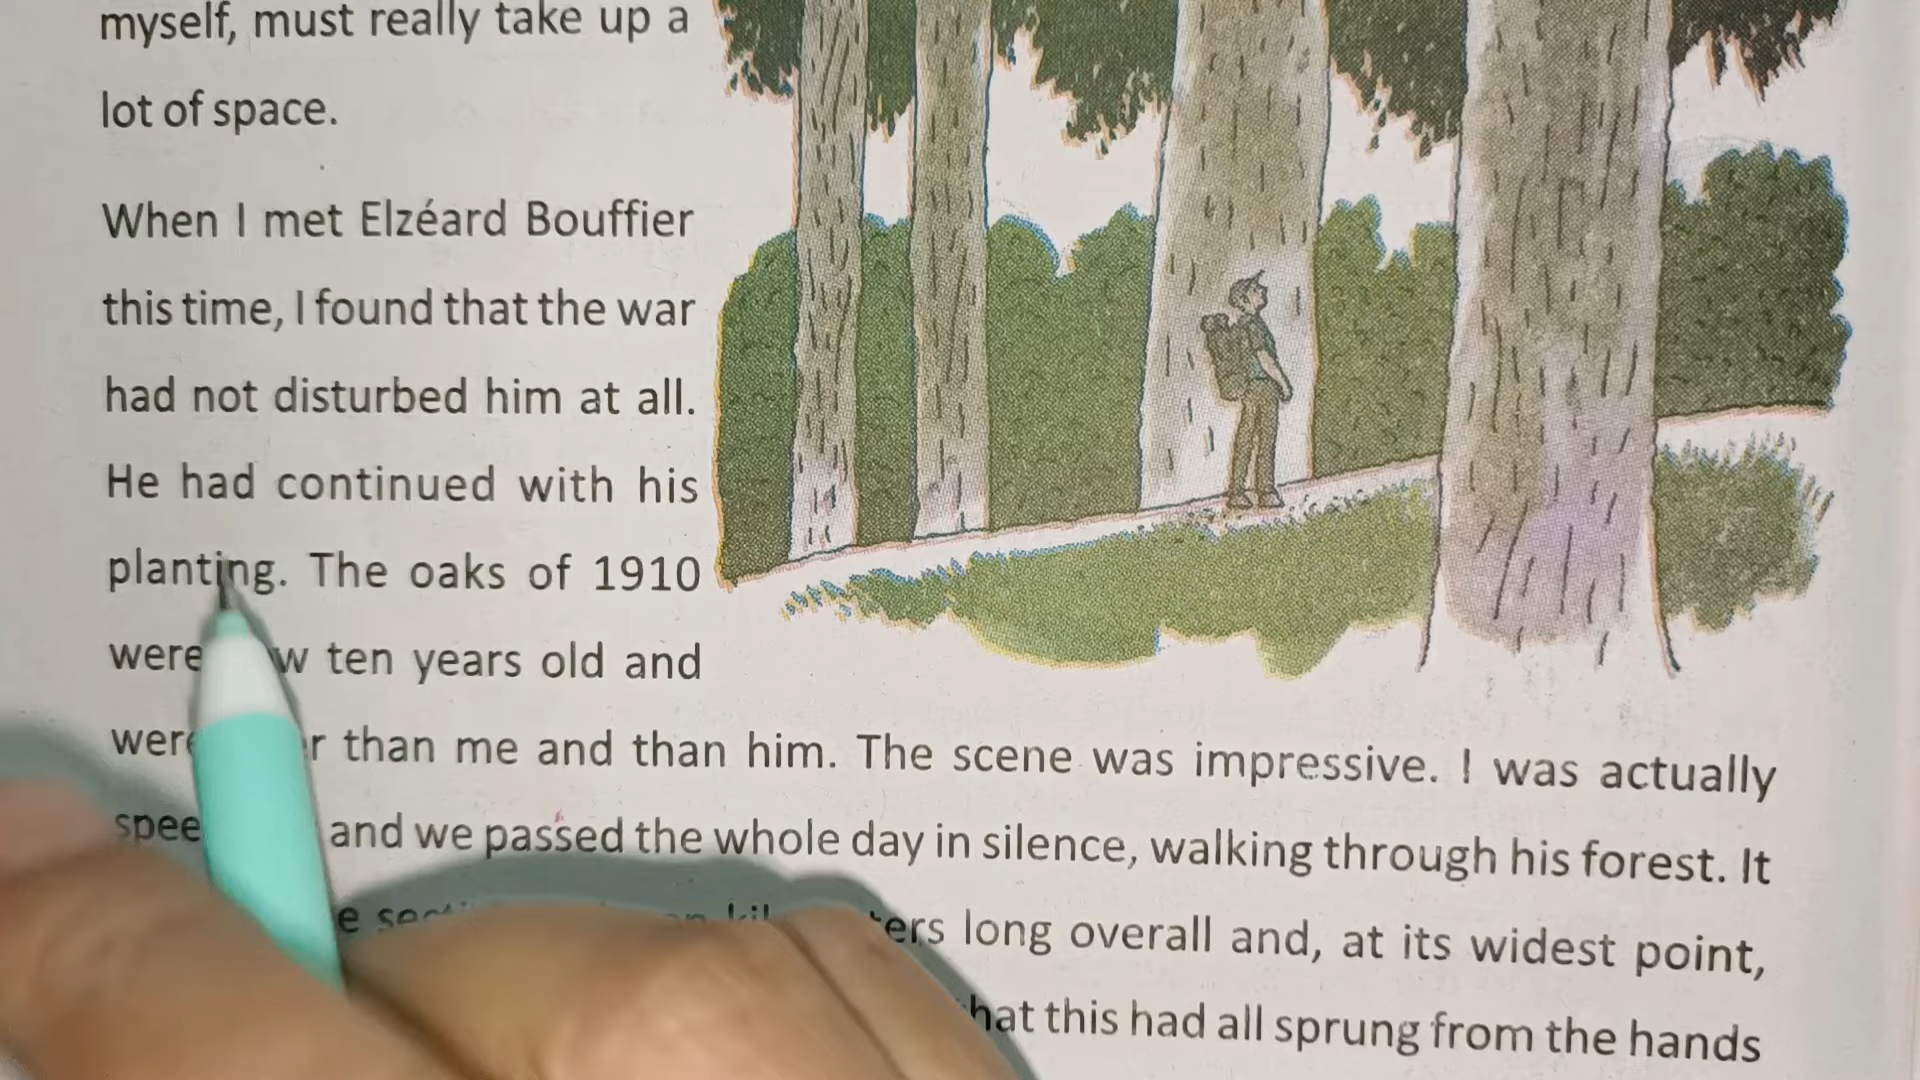 myself, must really take up a
lot of space.
When I met Elzéard Bouffier
this time, I found that the war
had not disturbed him at all.
He had continued with his
planting. The oaks of 1910
were ten years old and
were than me and than him. The scene was impressive. I was actually
and we passed the whole day in silence, walking through his forest. It
long overall and, at its widest point,
that this had all sprung from the hands